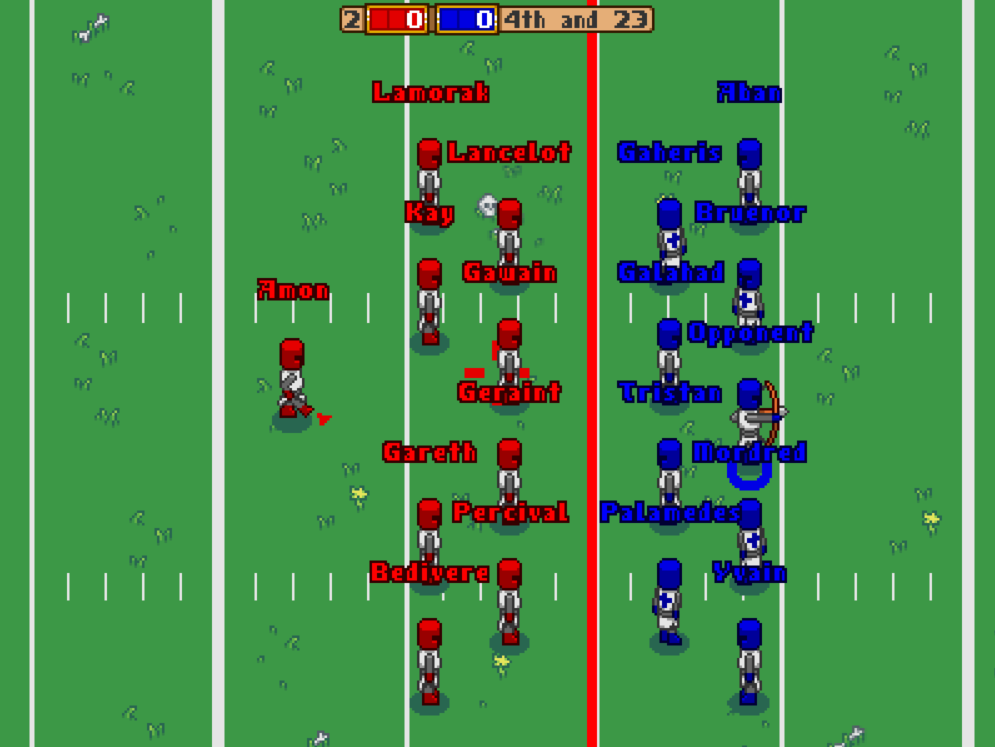 2 0 0 4th and 23
Lamorak
Aban
Lancelot
Gaheris
Kay
Bruenor
Gawain
Galahad
Amon
Opponent
Geraint
Tristan
Gareth
Mordred
Percival
Palamedes
Bedivere
Yvain